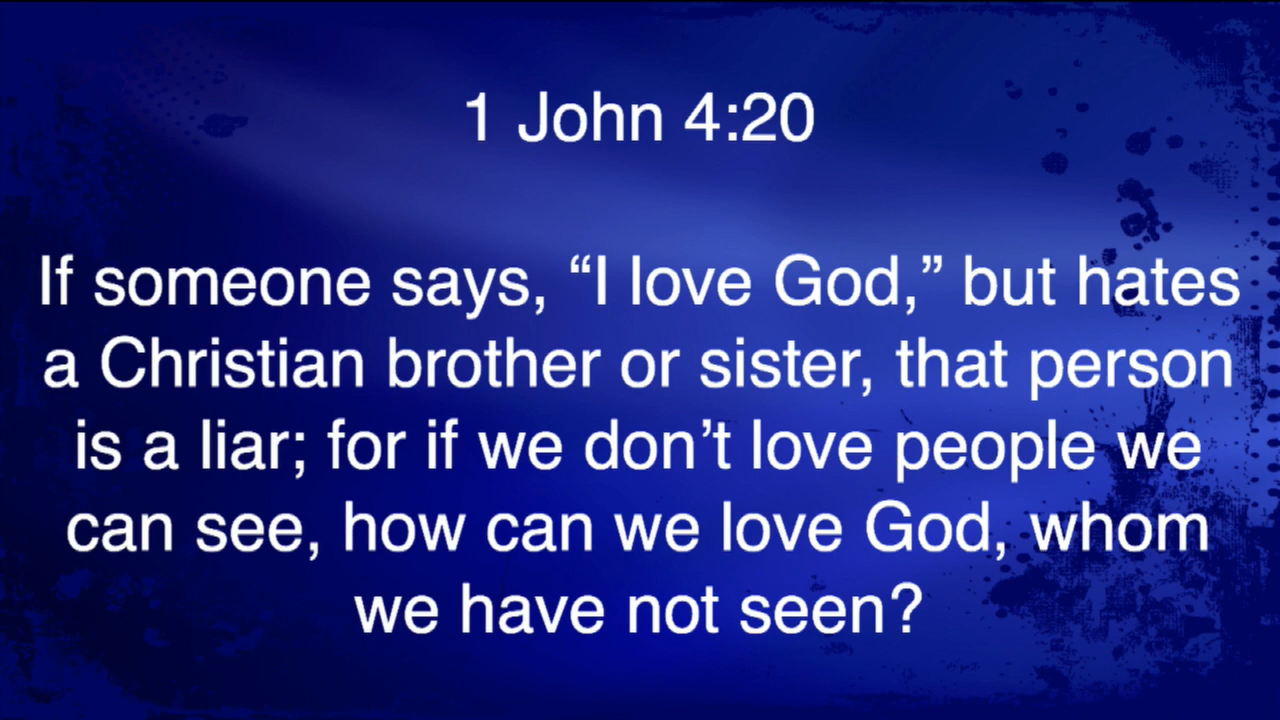 1 John 4:20
If someone says, “I love God,” but hates
a Christian brother or sister, that person
is a liar; for if we don’t love people we
can see, how can we love God, whom
we have not seen?